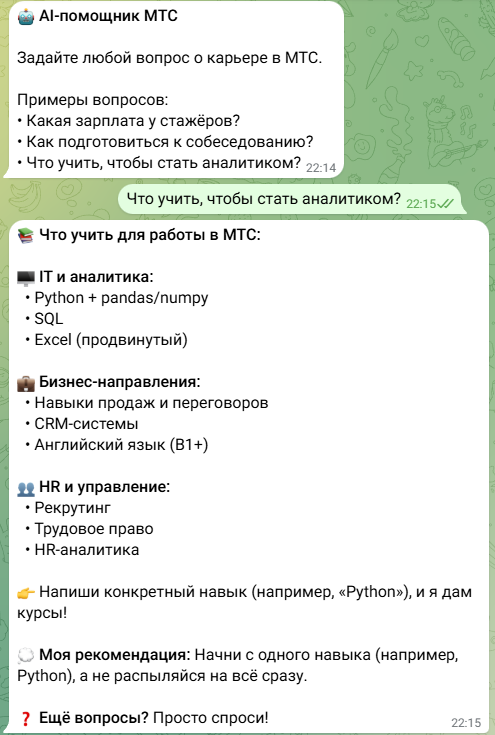 🤖 AI-помощник МТС
Задайте любой вопрос о карьере в МТС.
Примеры вопросов:
• Какая зарплата у стажёров?
• Как подготовиться к собеседованию?
• Что учить, чтобы стать аналитиком? 22:14
Что учить, чтобы стать аналитиком? 22:15
📚 Что учить для работы в МТС:
🖥️ IT и аналитика:
• Python + pandas/numpy
• SQL
• Excel (продвинутый)
💼 Бизнес-направления:
• Навыки продаж и переговоров
• CRM-системы
• Английский язык (B1+)
👥 HR и управление:
• Рекрутинг
• Трудовое право
• HR-аналитика
👉 Напиши конкретный навык (например, «Python»), и я дам
курсы!
💭 Моя рекомендация: Начни с одного навыка (например,
Python), а не распыляйся на всё сразу.
❓ Ещё вопросы? Просто спроси! 22:15